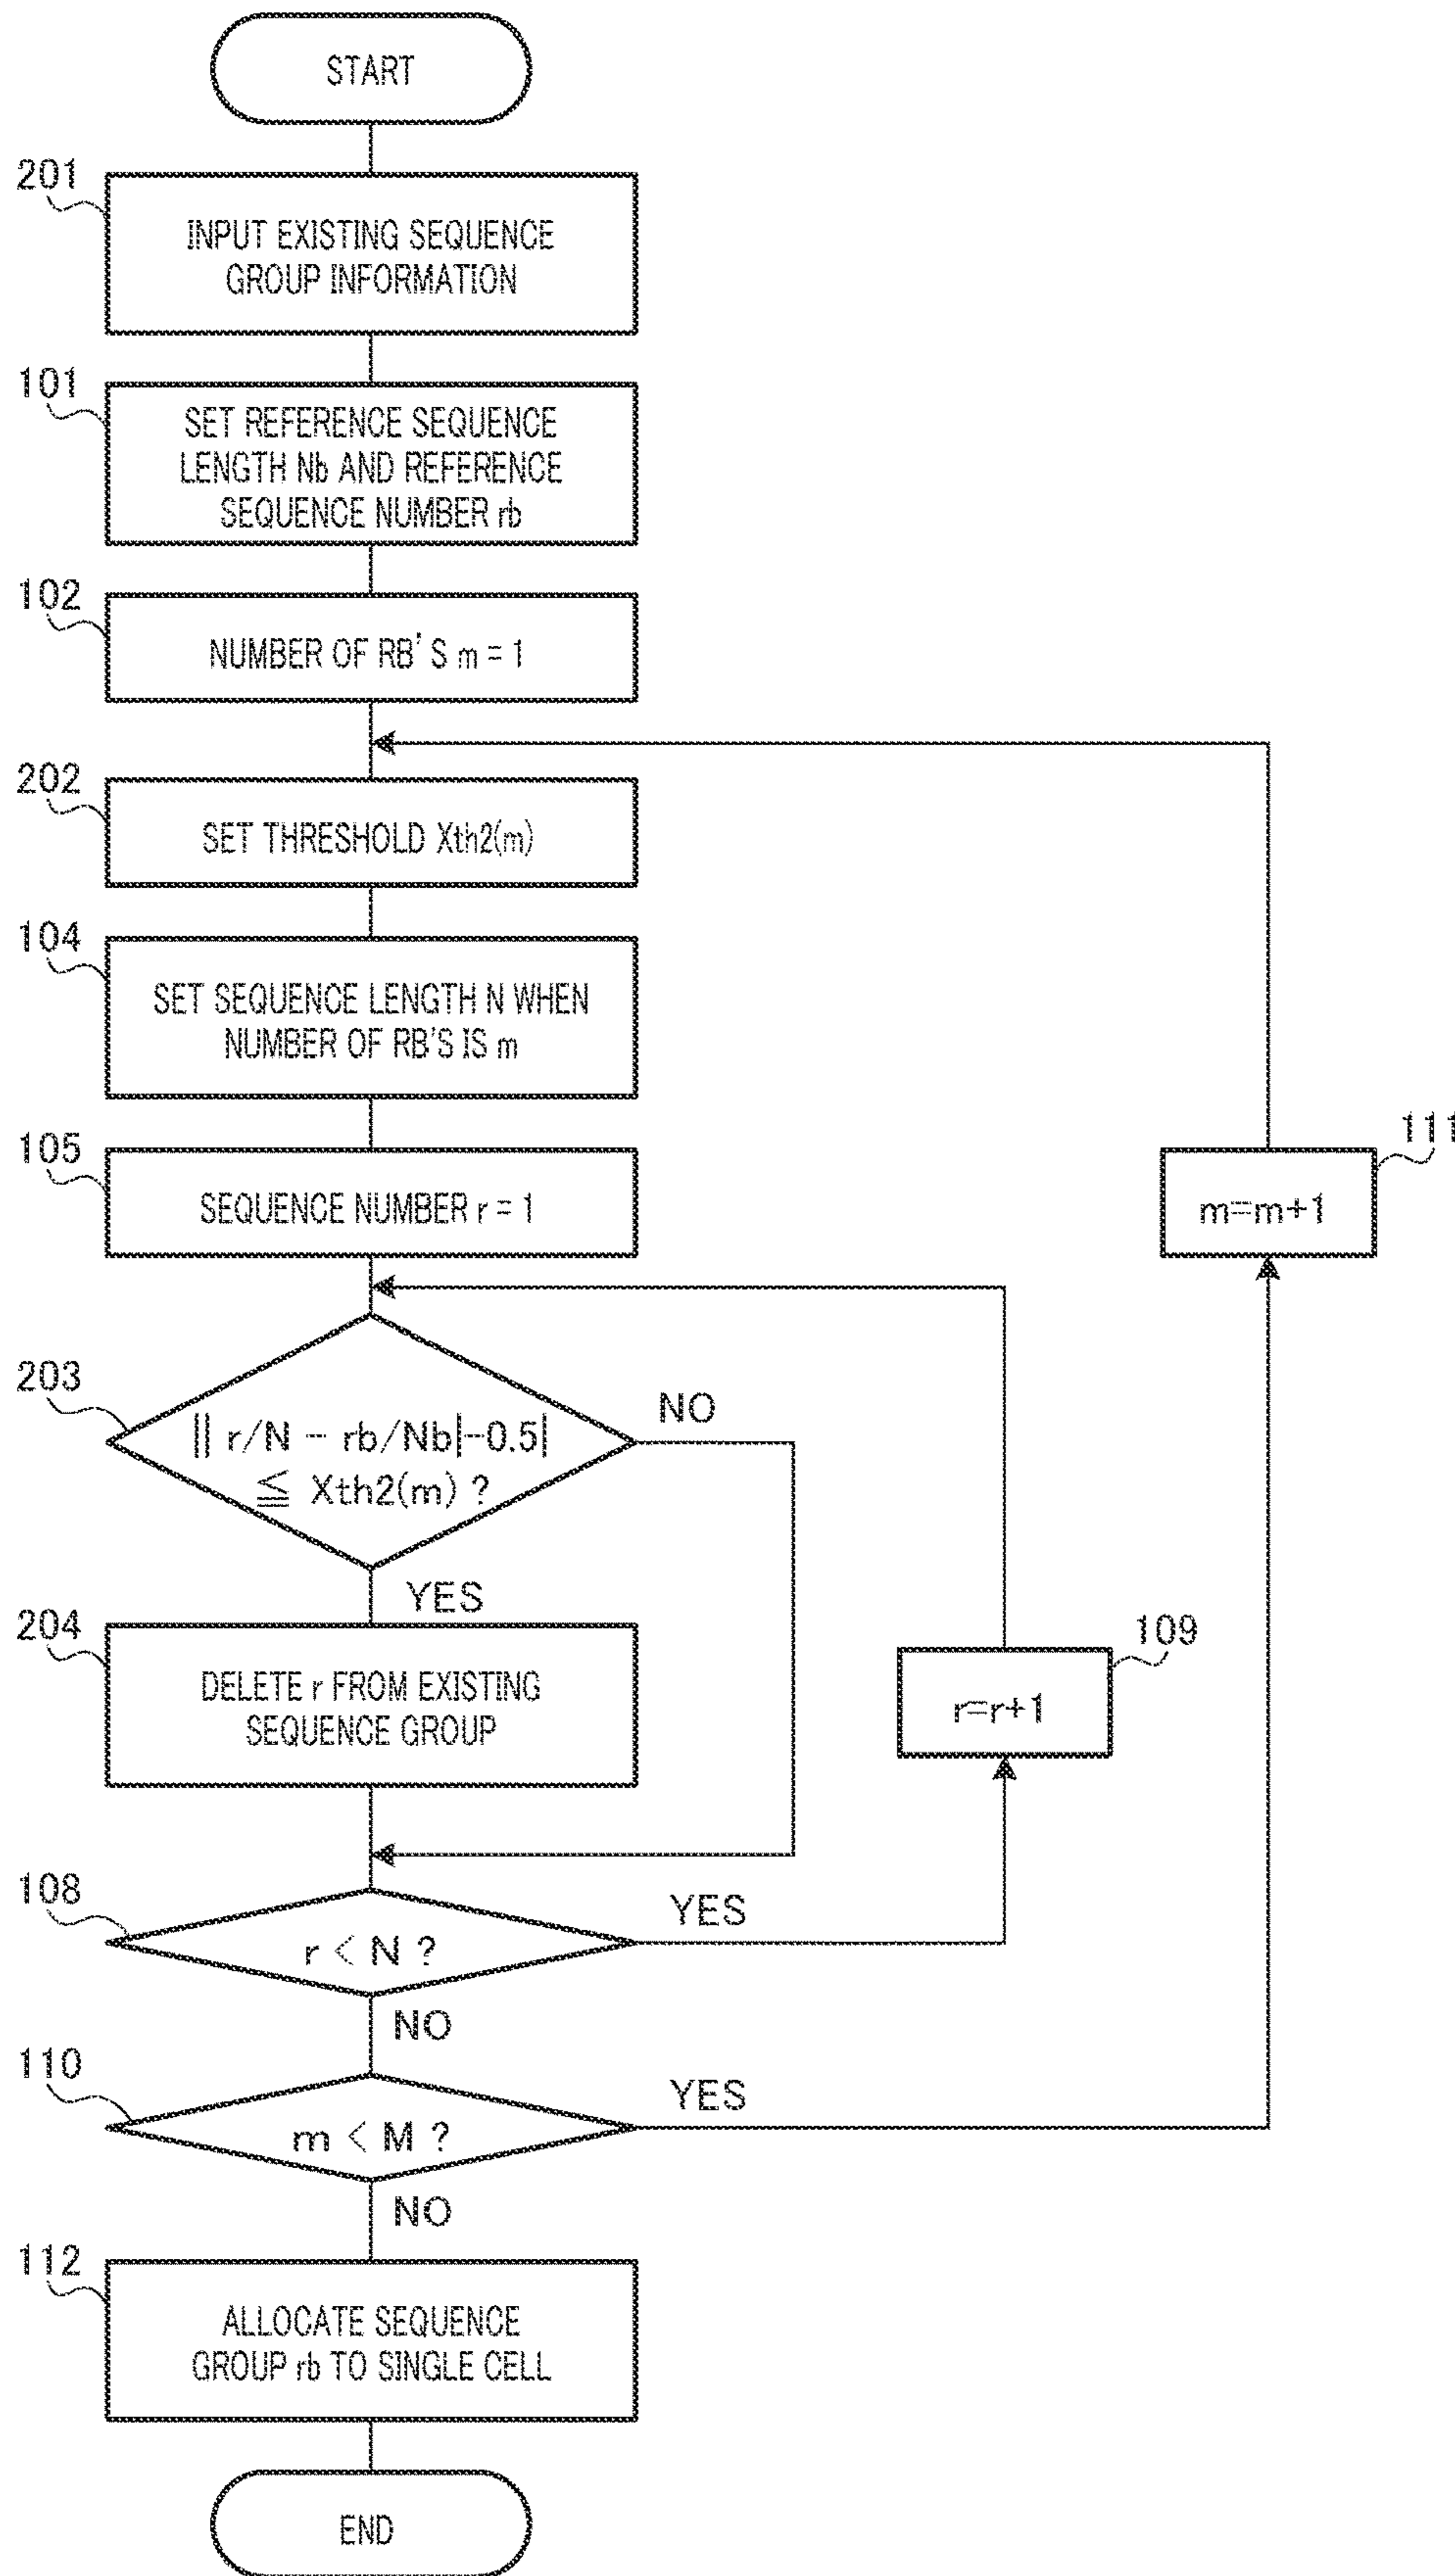 START
201
INPUT EXISTING SEQUENCE
GROUP INFORMATION
101
SET REFERENCE SEQUENCE
LENGTH Nb AND REFERENCE
SEQUENCE NUMBER rb
102
NUMBER OF RB' S m = 1
202
SET THRESHOLD Xth2(m)
104
SET SEQUENCE LENGTH N WHEN
NUMBER OF RB'S IS m
105
SEQUENCE NUMBER r = 1
111
m=m+1
203
|| r/N - rb/Nb|-0.5|
≦ Xth2(m) ?
NO
YES
204
DELETE r FROM EXISTING
SEQUENCE GROUP
109
r=r+1
108
r < N ?
YES
NO
110
m < M ?
YES
NO
112
ALLOCATE SEQUENCE
GROUP rb TO SINGLE CELL
END